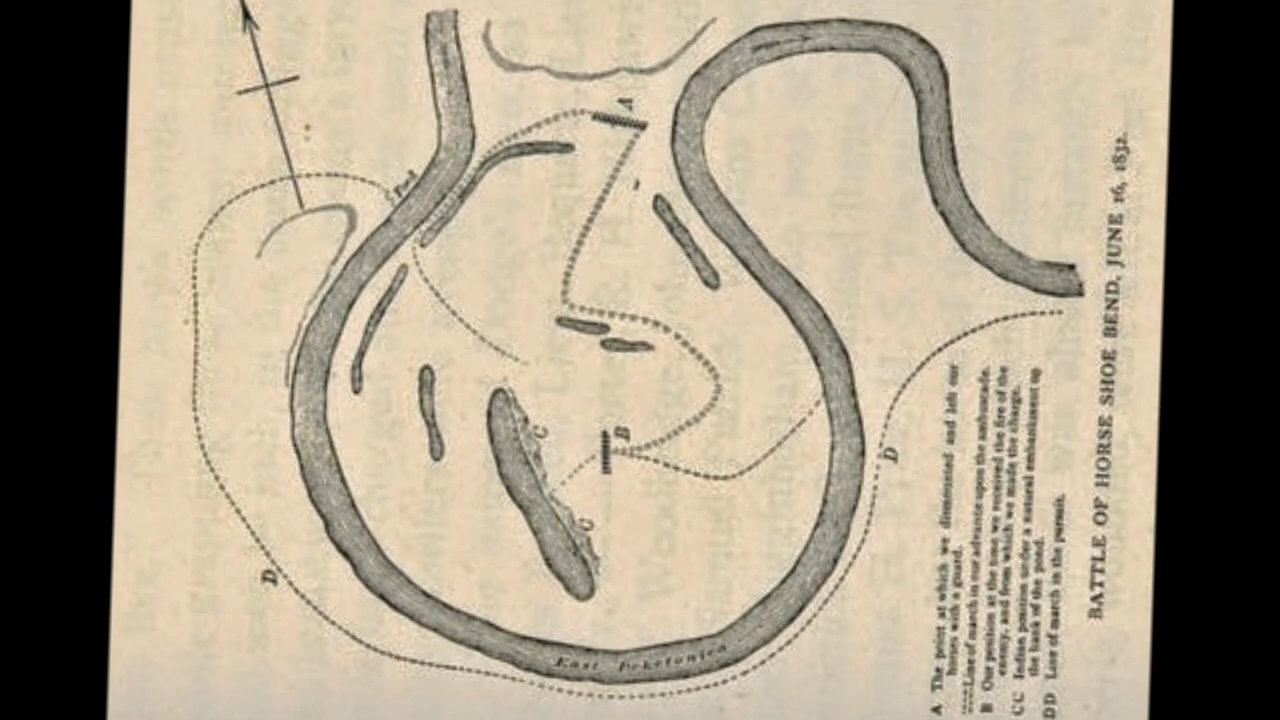 A
Ford
B
C
C
D
D
East Peketonica
A The point at which we dismounted and left our
horses with a guard.
Line of march in our advance upon the ambuscade.
B Our position at the time we received the fire of the
enemy, and from which we made the charge.
CC Indian position under a natural embankment up
the bank of the pond.
DD Line of march in the pursuit.
BATTLE OF HORSE SHOE BEND, JUNE 16, 1832.